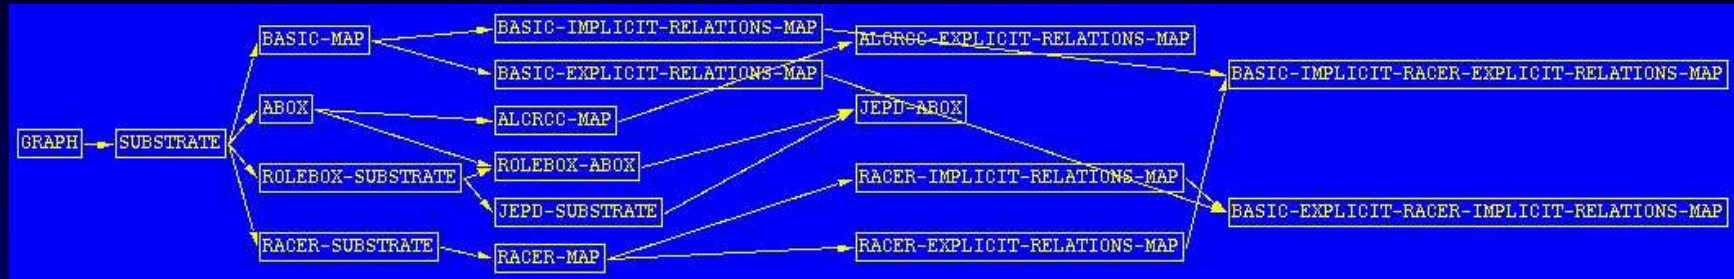 GRAPH
SUBSTRATE
BASIC-MAP
ABOX
ROLEBOX-SUBSTRATE
RACER-SUBSTRATE
BASIC-IMPLICIT-RELATIONS-MAP
BASIC-EXPLICIT-RELATIONS-MAP
ALCRCC-MAP
ROLEBOX-ABOX
JEPD-SUBSTRATE
RACER-MAP
ALCRCC-EXPLICIT-RELATIONS-MAP
JEPD-ABOX
RACER-IMPLICIT-RELATIONS-MAP
RACER-EXPLICIT-RELATIONS-MAP
BASIC-IMPLICIT-RACER-EXPLICIT-RELATIONS-MAP
BASIC-EXPLICIT-RACER-IMPLICIT-RELATIONS-MAP